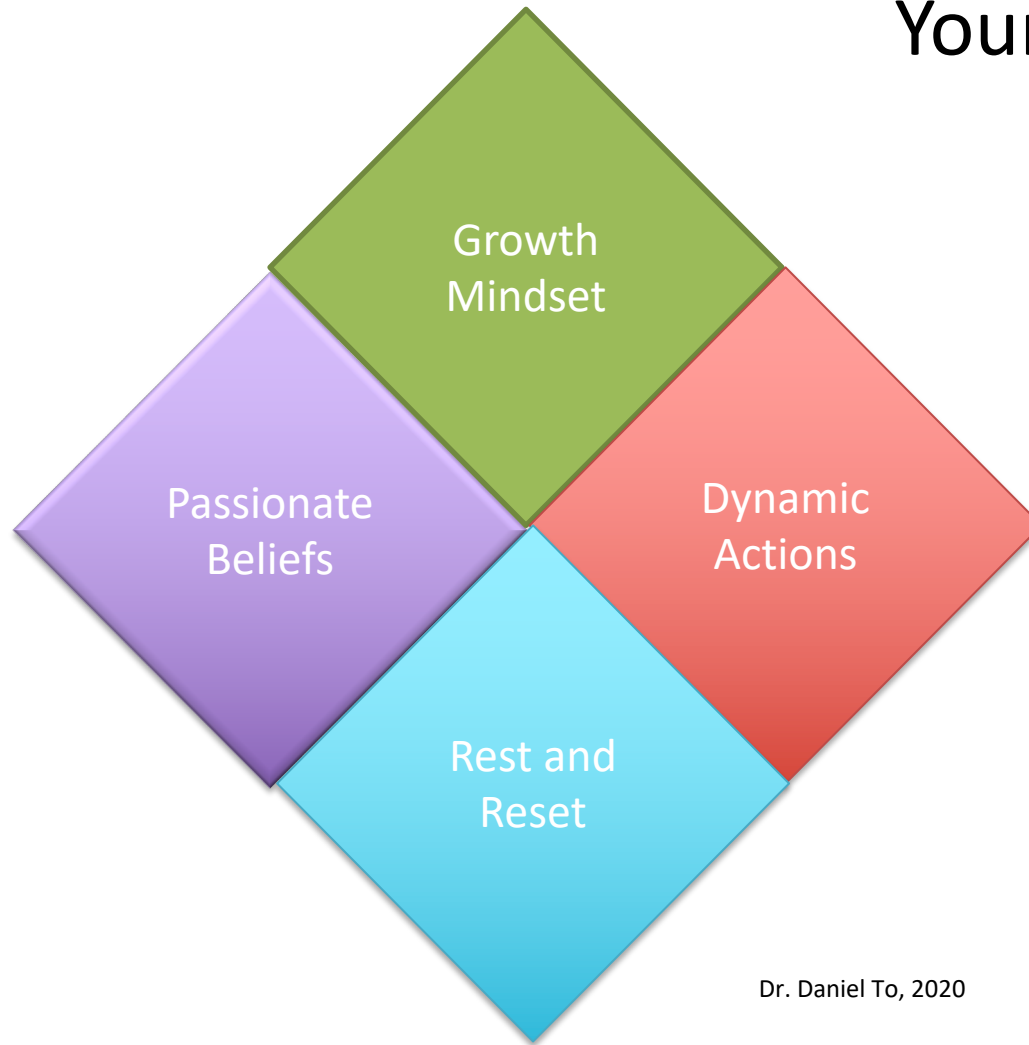 Your
Growth
Mindset
Passionate
Beliefs
Dynamic
Actions
Rest and
Reset
Dr. Daniel To, 2020